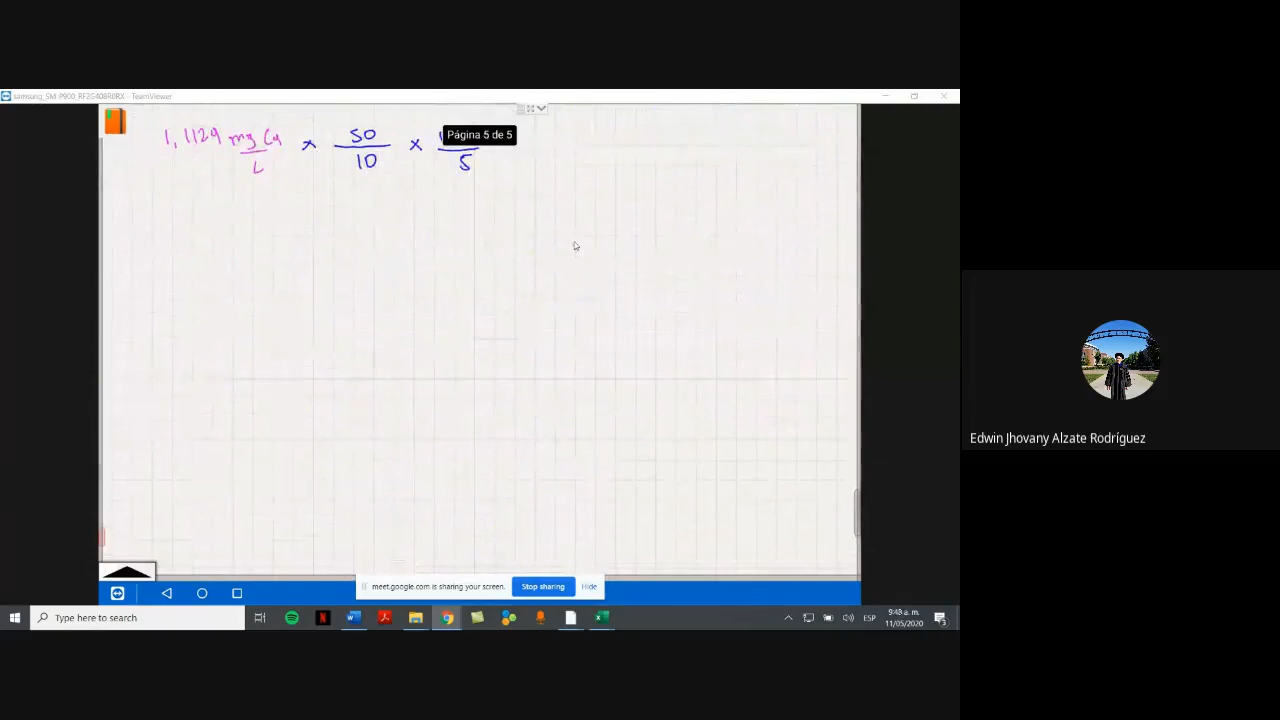 samsung_SM-P900_RF2G408R0RX - TeamViewer
1,1129 mg Ca / L × 50 / 10 × / 5
Página 5 de 5
Edwin Jhovany Alzate Rodríguez
meet.google.com is sharing your screen. Stop sharing Hide
Type here to search
ESP
9:48 a. m.
11/05/2020